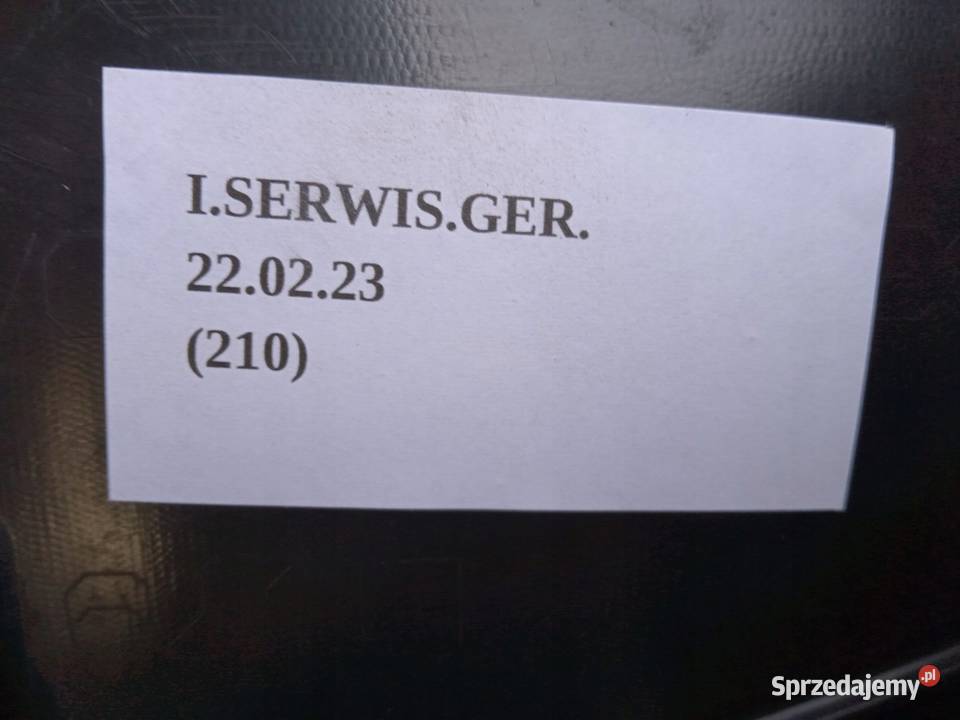 I.SERWIS.GER.
22.02.23
(210)
Sprzedajemy.pl